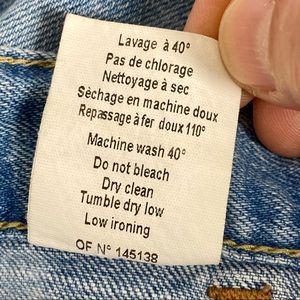 Lavage à 40°
Pas de chlorage
Nettoyage à sec
Sèchage en machine doux
Repassage à fer doux 110°
Machine wash 40°
Do not bleach
Dry clean
Tumble dry low
Low ironing
OF N° 145138